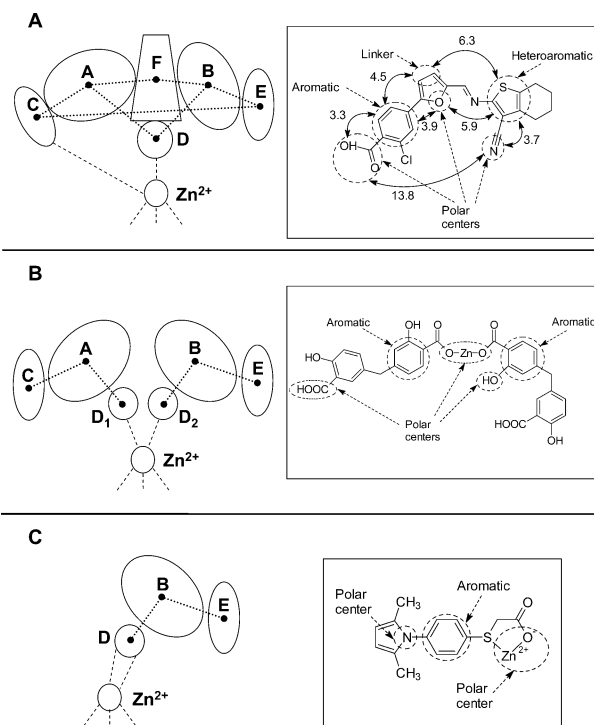 A
A F B
C E
D
Zn2+
6.3
Linker Heteroaromatic
4.5
Aromatic
S
N
O
3.3 3.9 5.9 3.7
OH Cl N
O
13.8
Polar
centers
B
A B
C E
D1 D2
Zn2+
Aromatic OH O O Aromatic
HO O Zn O
HOOC HO
Polar
centers
HOOC
OH
C
B
E
D
Zn2+
Polar
center
CH3 Aromatic
O
N S O
Zn2+
CH3
Polar
center